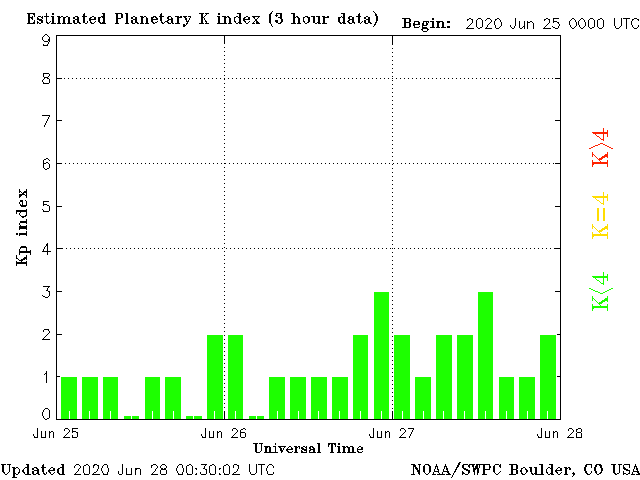 Estimated Planetary K index (3 hour data) Begin: 2020 Jun 25 0000 UTC
9
8
7
6
5
4
3
2
1
0
Kp index
K>4
K=4
K<4
Jun 25 Jun 26 Jun 27 Jun 28
Universal Time
Updated 2020 Jun 28 00:30:02 UTC NOAA/SWPC Boulder, CO USA